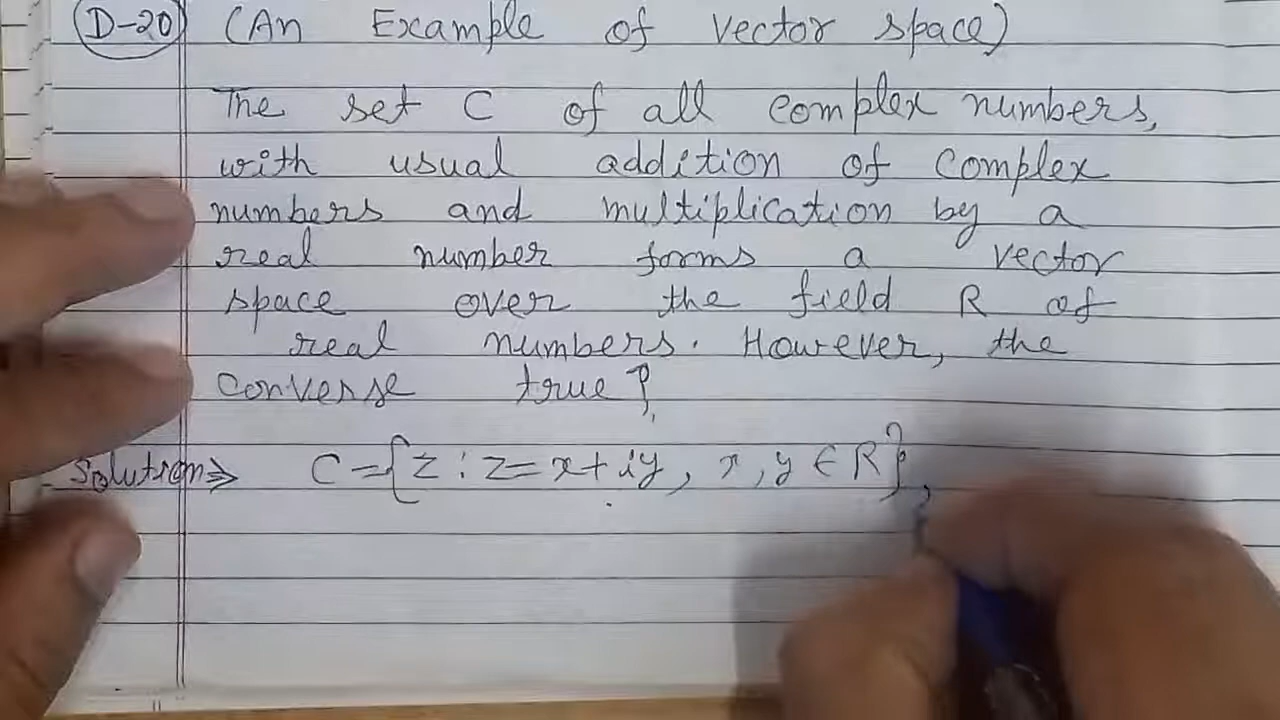 D-20 (An Example of vector space)
The set C of all complex numbers,
with usual addition of complex
numbers and multiplication by a
real number forms a vector
space over the field R of
real numbers. However, the
converse true?
Solution⇒ C={z:z=x+iy, x,y∈R},